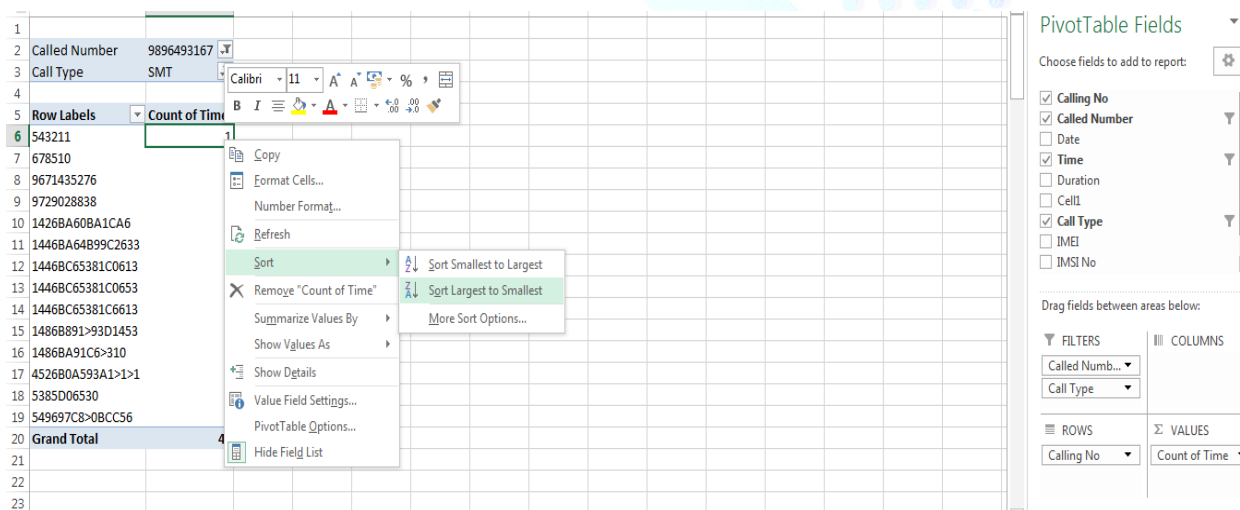 1
2 Called Number 9896493167
3 Call Type SMT
4
5 Row Labels Count of Time
6 543211 1
7 678510
8 9671435276
9 9729028838
10 1426BA60BA1CA6
11 1446BA64B99C2633
12 1446BC65381C0613
13 1446BC65381C0653
14 1446BC65381C6613
15 1486B891>93D1453
16 1486BA91C6>310
17 4526B0A593A1>1>1
18 5385D06530
19 549697C8>0BCC56
20 Grand Total 4
21
22
23
Calibri 11 A A % ,
B I A .00 .0
Copy
Format Cells...
Number Format...
Refresh
Sort
Remove "Count of Time"
Summarize Values By
Show Values As
Show Details
Value Field Settings...
PivotTable Options...
Hide Field List
Sort Smallest to Largest
Sort Largest to Smallest
More Sort Options...
PivotTable Fields
Choose fields to add to report:
Calling No
Called Number
Date
Time
Duration
Cell1
Call Type
IMEI
IMSI No
Drag fields between areas below:
FILTERS
Called Numb...
Call Type
COLUMNS
ROWS
Calling No
Σ VALUES
Count of Time